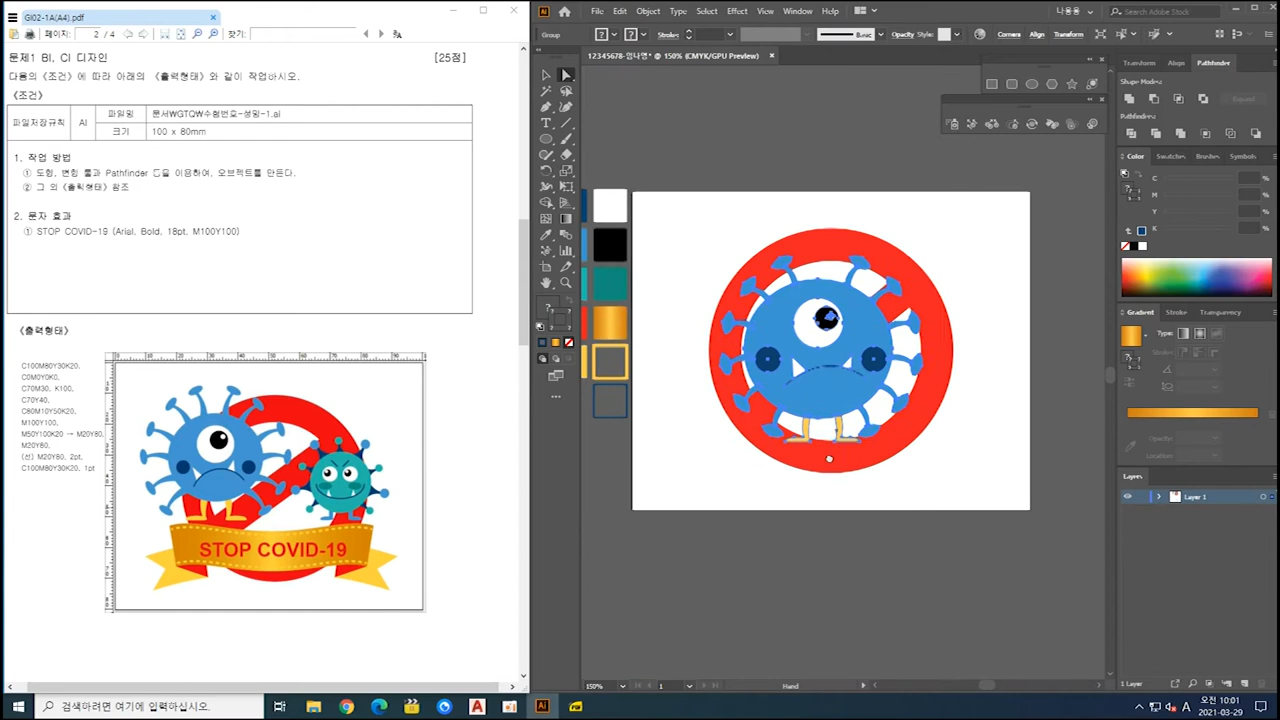 GI02-1A(A4).pdf
페이지: 2 / 4 찾기:
문제1 BI, CI 디자인 [25점]
다음의 《조건》에 따라 아래의 《출력형태》와 같이 작업하시오.
《조건》
파일저장규칙 AI 파일명 문서₩GTQ₩수험번호-성명-1.ai
크기 100 x 80mm
1. 작업 방법
① 도형, 변형 툴과 Pathfinder 등을 이용하여, 오브젝트를 만든다.
② 그 외 《출력형태》 참조
2. 문자 효과
① STOP COVID-19 (Arial, Bold, 18pt, M100Y100)
《출력형태》
C100M80Y30K20,
C0M0Y0K0,
C70M30, K100,
C70Y40,
C80M10Y50K20,
M100Y100,
M50Y100K20 → M20Y80,
M20Y80,
(선) M20Y80, 2pt,
C100M80Y30K20, 1pt
STOP COVID-19
File Edit Object Type Select Effect View Window Help
나옹옹
Search Adobe Stock
Group Stroke: Basic Opacity Style: Corners Align Transform
12345678-임나옹* @ 150% (CMYK/GPU Preview)
Transform Align Pathfinder
Shape Modes:
Expand
Pathfinders:
Color Swatches Brushes Symbols
C
M
Y
K
Gradient Stroke Transparency
Type:
Stroke:
Opacity:
Location:
Layers
Layer 1
1 Layer
150% 1 Hand
검색하려면 여기에 입력하십시오.
오전 10:01
2021-03-29